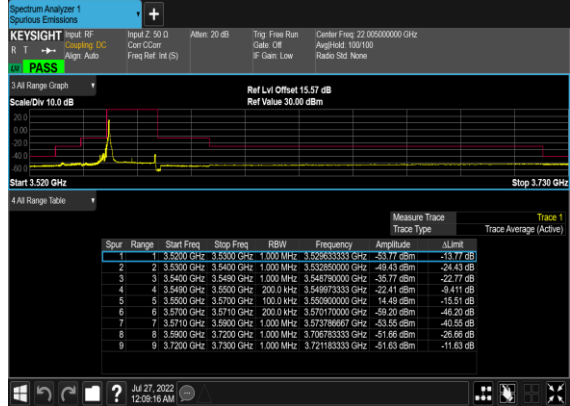 Spectrum Analyzer 1
Spurious Emissions
KEYSIGHT Input: RF Input Z: 50 Ω Atten: 20 dB Trig: Free Run Center Freq: 22.005000000 GHz
R T Coupling: DC Corr CCorr Gate: Off Avg|Hold: 100/100
Align: Auto Freq Ref: Int (S) IF Gain: Low Radio Std: None
PASS
3 All Range Graph Ref Lvl Offset 15.57 dB
Scale/Div 10.0 dB Ref Value 30.00 dBm
20.0
0.00
-20.0
-40.0
-60.0
Start 3.520 GHz Stop 3.730 GHz
4 All Range Table
Measure Trace Trace 1
Trace Type Trace Average (Active)
Spur Range Start Freq Stop Freq RBW Frequency Amplitude ΔLimit
1 1 3.5200 GHz 3.5300 GHz 1.000 MHz 3.529633333 GHz -53.77 dBm -13.77 dB
2 2 3.5300 GHz 3.5400 GHz 1.000 MHz 3.532850000 GHz -49.43 dBm -24.43 dB
3 3 3.5400 GHz 3.5490 GHz 1.000 MHz 3.548790000 GHz -35.77 dBm -22.77 dB
4 4 3.5490 GHz 3.5500 GHz 200.0 kHz 3.549973333 GHz -22.41 dBm -9.411 dB
5 5 3.5500 GHz 3.5700 GHz 100.0 kHz 3.550900000 GHz 14.49 dBm -15.51 dB
6 6 3.5700 GHz 3.5710 GHz 200.0 kHz 3.570170000 GHz -59.20 dBm -46.20 dB
7 7 3.5710 GHz 3.5900 GHz 1.000 MHz 3.573786667 GHz -53.55 dBm -40.55 dB
8 8 3.5900 GHz 3.7200 GHz 1.000 MHz 3.706783333 GHz -51.66 dBm -26.66 dB
9 9 3.7200 GHz 3.7300 GHz 1.000 MHz 3.721183333 GHz -51.63 dBm -11.63 dB
? Jul 27, 2022
12:09:16 AM